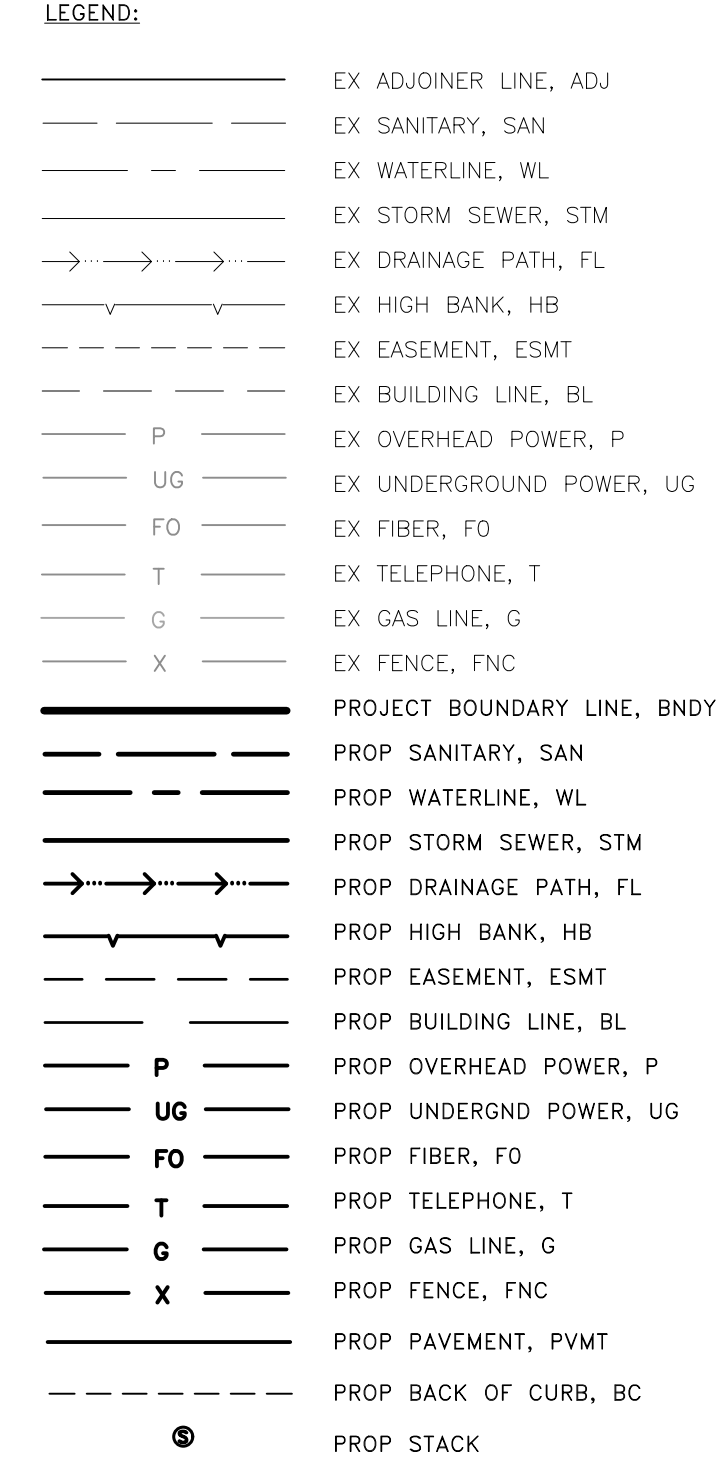 LEGEND:
EX ADJOINER LINE, ADJ
EX SANITARY, SAN
EX WATERLINE, WL
EX STORM SEWER, STM
EX DRAINAGE PATH, FL
EX HIGH BANK, HB
EX EASEMENT, ESMT
EX BUILDING LINE, BL
P EX OVERHEAD POWER, P
UG EX UNDERGROUND POWER, UG
FO EX FIBER, FO
T EX TELEPHONE, T
G EX GAS LINE, G
X EX FENCE, FNC
PROJECT BOUNDARY LINE, BNDY
PROP SANITARY, SAN
PROP WATERLINE, WL
PROP STORM SEWER, STM
PROP DRAINAGE PATH, FL
PROP HIGH BANK, HB
PROP EASEMENT, ESMT
PROP BUILDING LINE, BL
P PROP OVERHEAD POWER, P
UG PROP UNDERGND POWER, UG
FO PROP FIBER, FO
T PROP TELEPHONE, T
G PROP GAS LINE, G
X PROP FENCE, FNC
PROP PAVEMENT, PVMT
PROP BACK OF CURB, BC
S PROP STACK